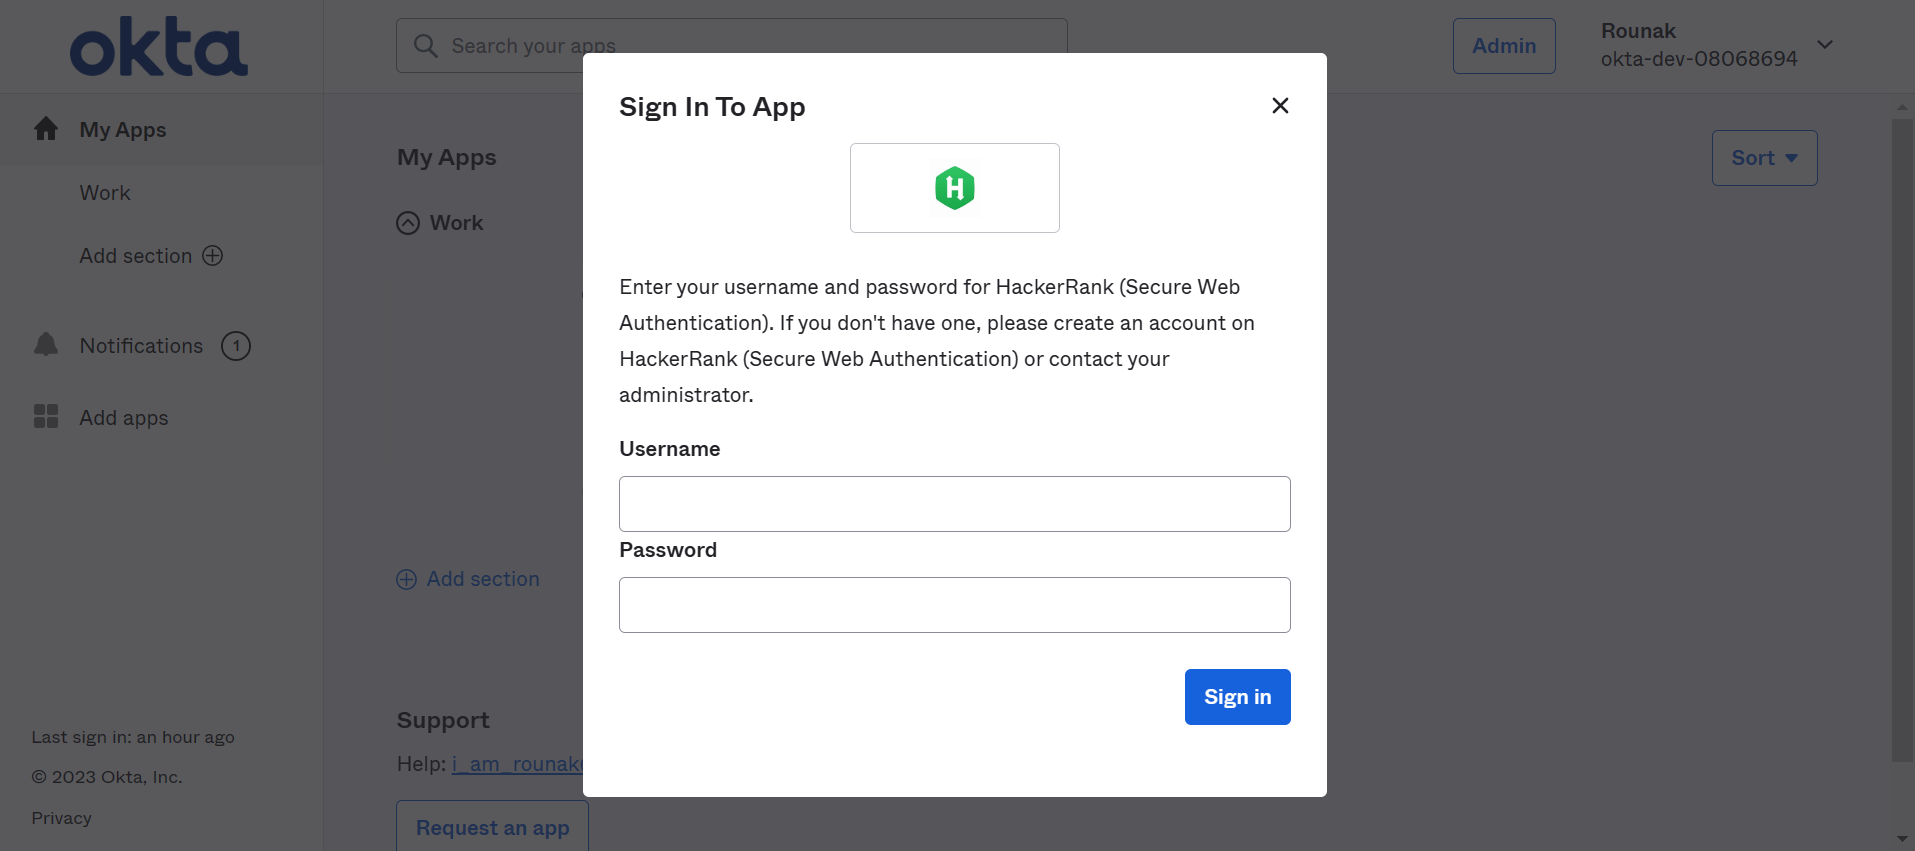 okta
Search your apps
Admin
Rounak
okta-dev-08068694
My Apps
Work
Add section
Notifications 1
Add apps
Last sign in: an hour ago
© 2023 Okta, Inc.
Privacy
My Apps
Sort
Work
Add section
Support
Help: i_am_rounak
Request an app
Sign In To App
H
Enter your username and password for HackerRank (Secure Web
Authentication). If you don't have one, please create an account on
HackerRank (Secure Web Authentication) or contact your
administrator.
Username
Password
Sign in